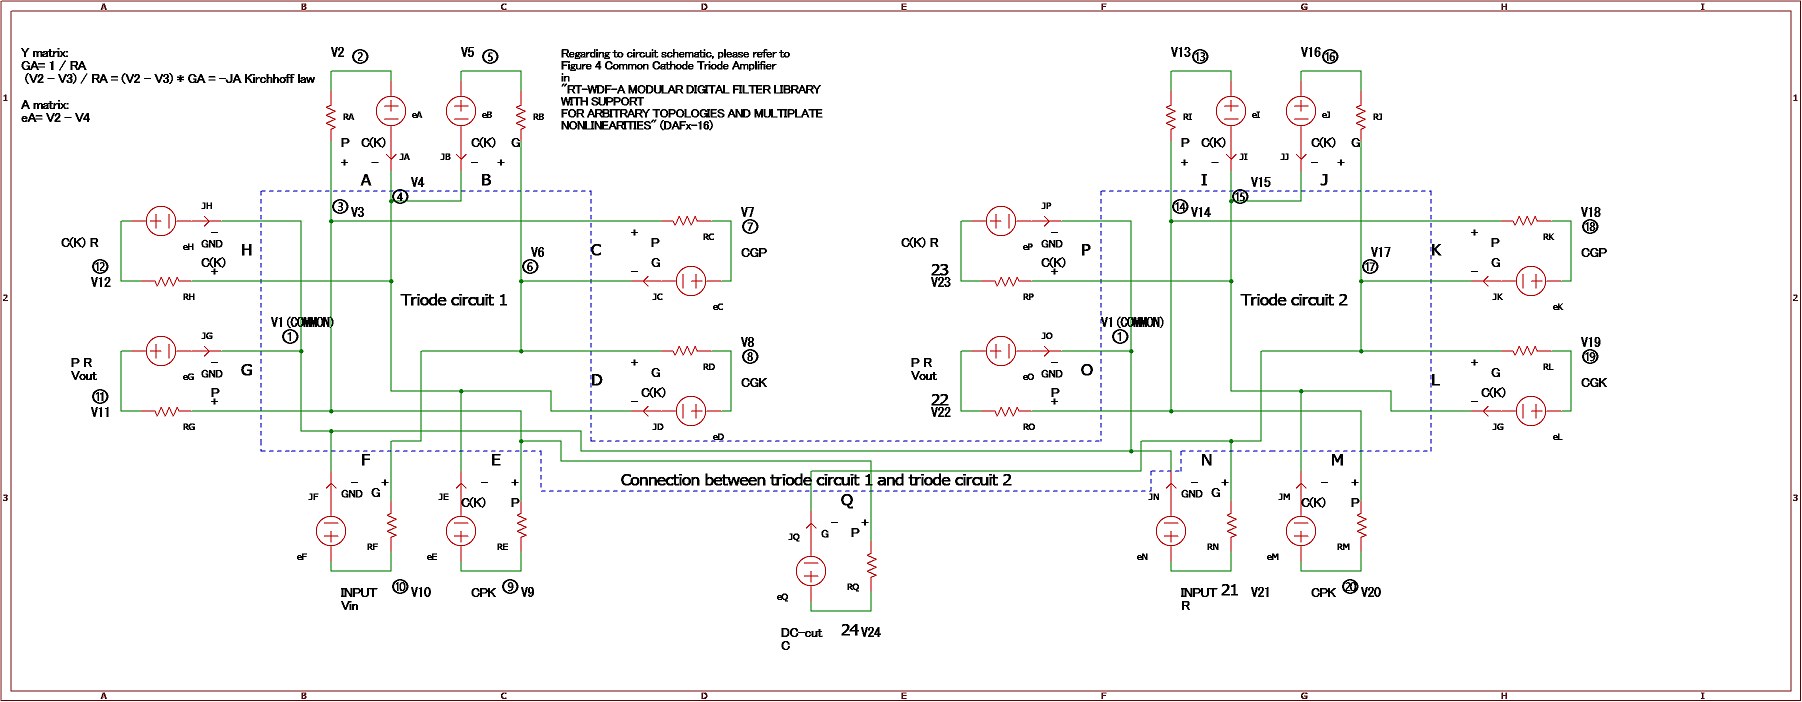 A B C D E F G H I
Y matrix:
GA= 1 / RA
(V2 - V3) / RA = (V2 - V3) * GA = -JA Kirchhoff law
A matrix:
eA= V2 - V4
Regarding to circuit schematic, please refer to
Figure 4 Common Cathode Triode Amplifier
in
"RT-WDF-A MODULAR DIGITAL FILTER LIBRARY
WITH SUPPORT
FOR ARBITRARY TOPOLOGIES AND MULTIPLATE
NONLINEARITIES" (DAFx-16)
V2 ② V5 ⑤
V13 ⑬ V16 ⑯
1 1
RA eA eB RB
RI eI eJ RJ
P C(K) C(K) G
P C(K) C(K) G
+ - JA JB - +
+ - JI JJ - +
A V4 B
I V15 J
④
⑮
③ V3
⑭ V14
JH
eH - GND
C(K) R
C(K)
+
H
⑫
V12
RH
V7
⑦
RC
+
P
C
CGP
G
-
JC
eC
V6
⑥
Triode circuit 1
JP
eP - GND
C(K) R
C(K)
+
P
23
V23
RP
V18
⑱
RK
+
P
K
CGP
G
-
JK
eK
V17
⑰
Triode circuit 2
2 2
V1 (COMMON)
①
V1 (COMMON)
①
JG
eG - GND
P R
Vout
P
+
G
⑪
V11
RG
V8
⑧
RD
+
G
D
CGK
C(K)
-
JD
eD
JO
eO - GND
P R
Vout
P
+
O
22
V22
RO
V19
⑲
RL
+
G
L
CGK
C(K)
-
JG
eL
F E
N M
Connection between triode circuit 1 and triode circuit 2
JF - GND G +
JE - C(K) P +
JN - GND G +
JM - C(K) P +
3 3
Q
JQ - G P +
eF RF eE RE
eN RN eM RM
eQ RQ
INPUT ⑩ V10
Vin
CPK ⑨ V9
INPUT 21 V21
R
CPK ⑳ V20
DC-cut 24 V24
C
A B C D E F G H I